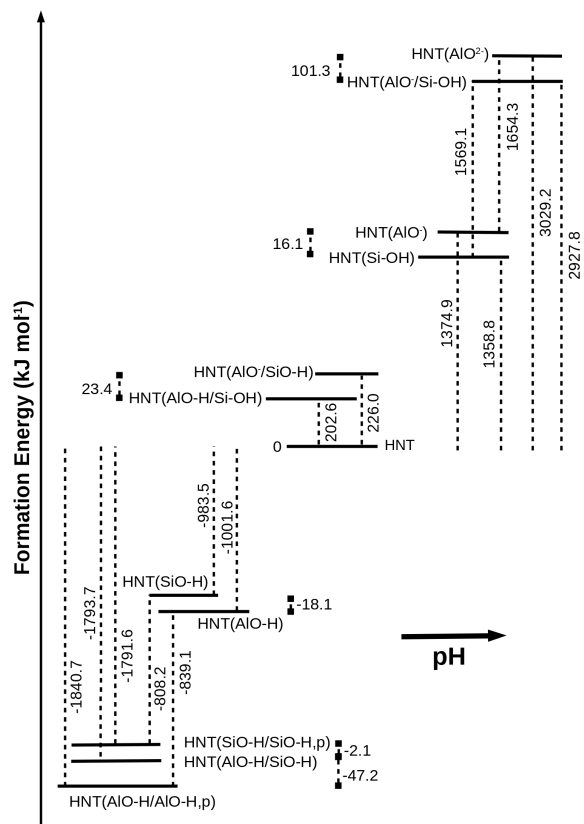 HNT(AlO²⁻)
101.3
HNT(AlO⁻/Si-OH)
1569.1
1654.3
3029.2
2927.8
HNT(AlO⁻)
16.1
HNT(Si-OH)
1374.9
1358.8
HNT(AlO⁻/SiO-H)
23.4
HNT(AlO-H/Si-OH)
202.6
226.0
0
HNT
Formation Energy (kJ mol⁻¹)
-983.5
-1001.6
HNT(SiO-H)
-18.1
HNT(AlO-H)
-1793.7
-1791.6
-1840.7
-808.2
-839.1
pH
HNT(SiO-H/SiO-H,p)
-2.1
HNT(AlO-H/SiO-H)
-47.2
HNT(AlO-H/AlO-H,p)